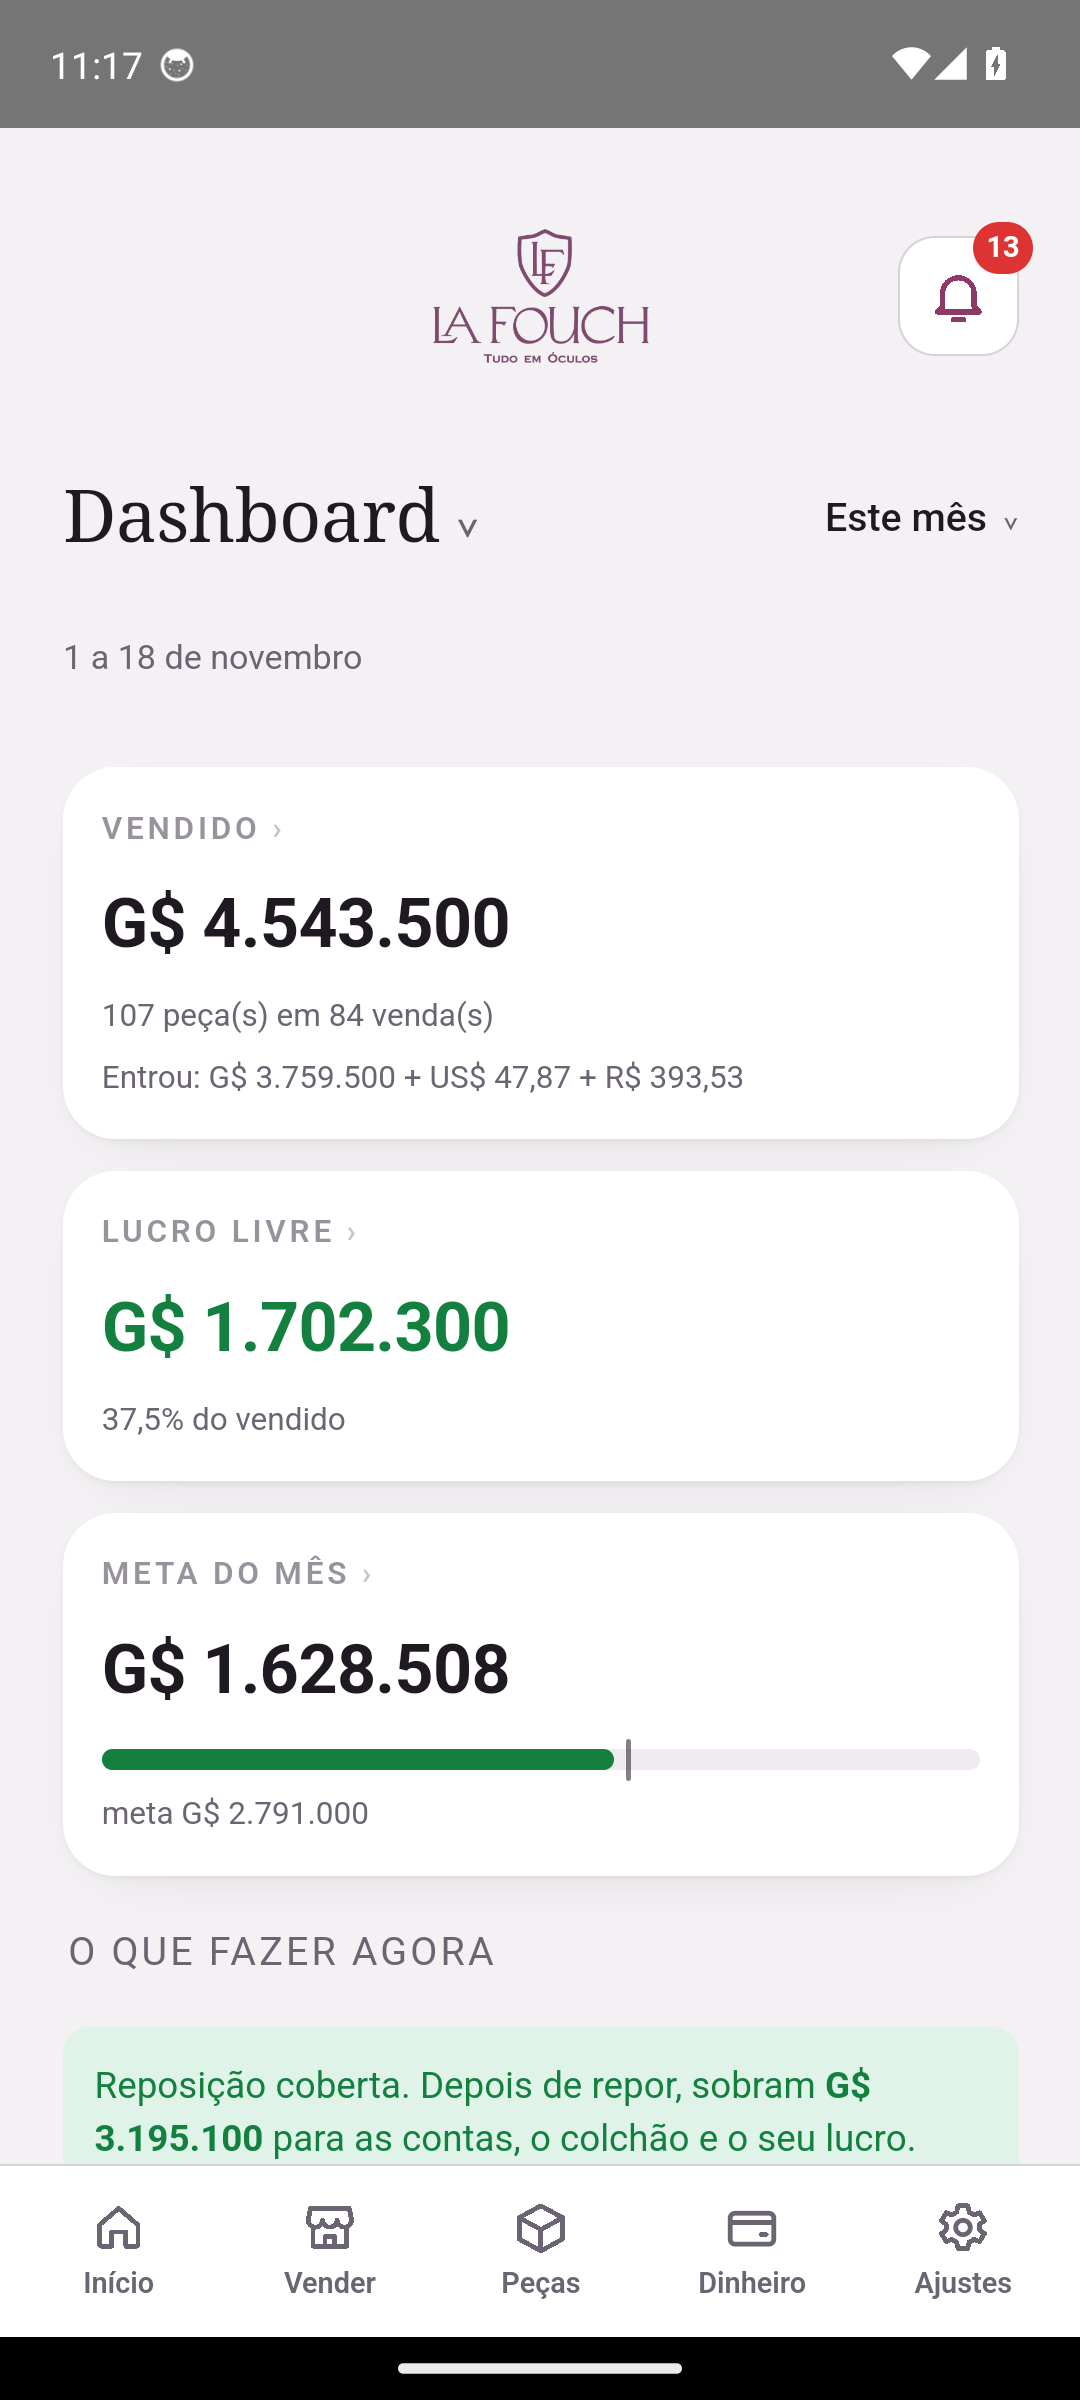 11:17
13
LF
LA FOUCH
TUDO EM ÓCULOS
Dashboard
Este mês
1 a 18 de novembro
VENDIDO ›
G$ 4.543.500
107 peça(s) em 84 venda(s)
Entrou: G$ 3.759.500 + US$ 47,87 + R$ 393,53
LUCRO LIVRE ›
G$ 1.702.300
37,5% do vendido
META DO MÊS ›
G$ 1.628.508
meta G$ 2.791.000
O QUE FAZER AGORA
Reposição coberta. Depois de repor, sobram G$
3.195.100 para as contas, o colchão e o seu lucro.
Início Vender Peças Dinheiro Ajustes